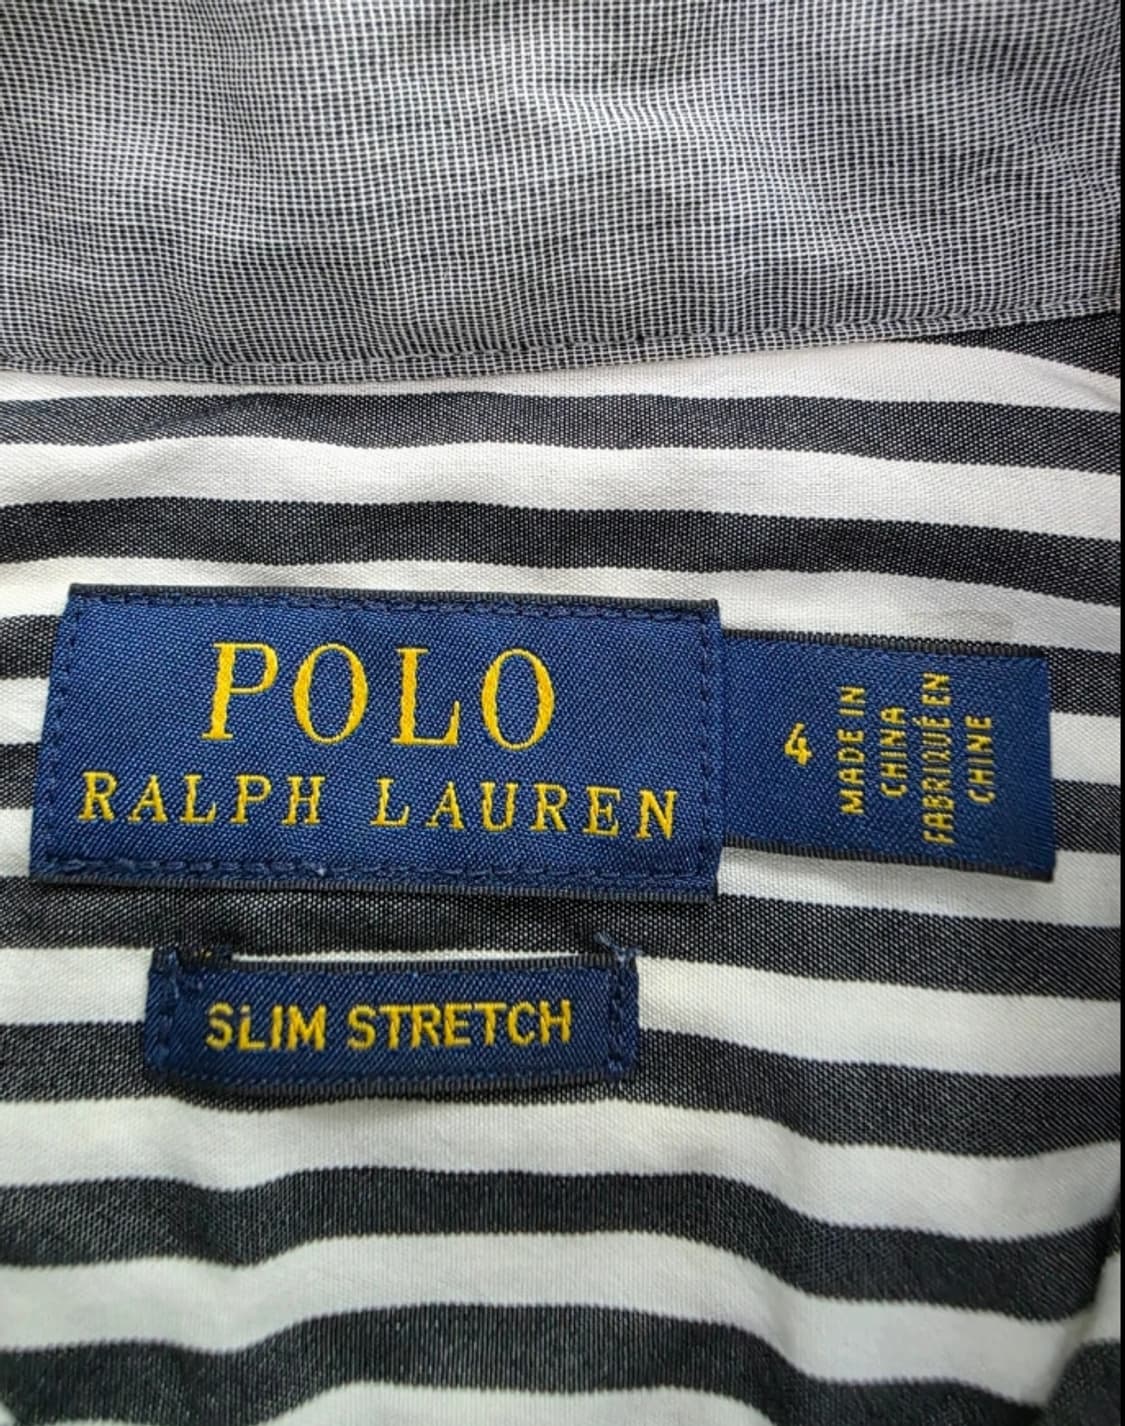 POLO
RALPH LAUREN
4
MADE IN
CHINA
FABRIQUÉ EN
CHINE
SLIM STRETCH